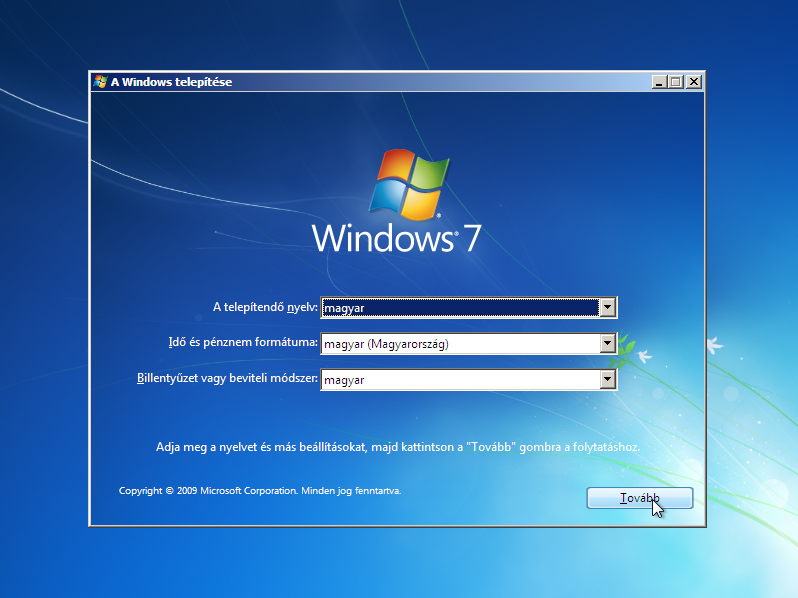 A Windows telepítése
Windows® 7
A telepítendő nyelv: magyar
Idő és pénznem formátuma: magyar (Magyarország)
Billentyűzet vagy beviteli módszer: magyar
Adja meg a nyelvet és más beállításokat, majd kattintson a "Tovább" gombra a folytatáshoz.
Copyright © 2009 Microsoft Corporation. Minden jog fenntartva.
Tovább